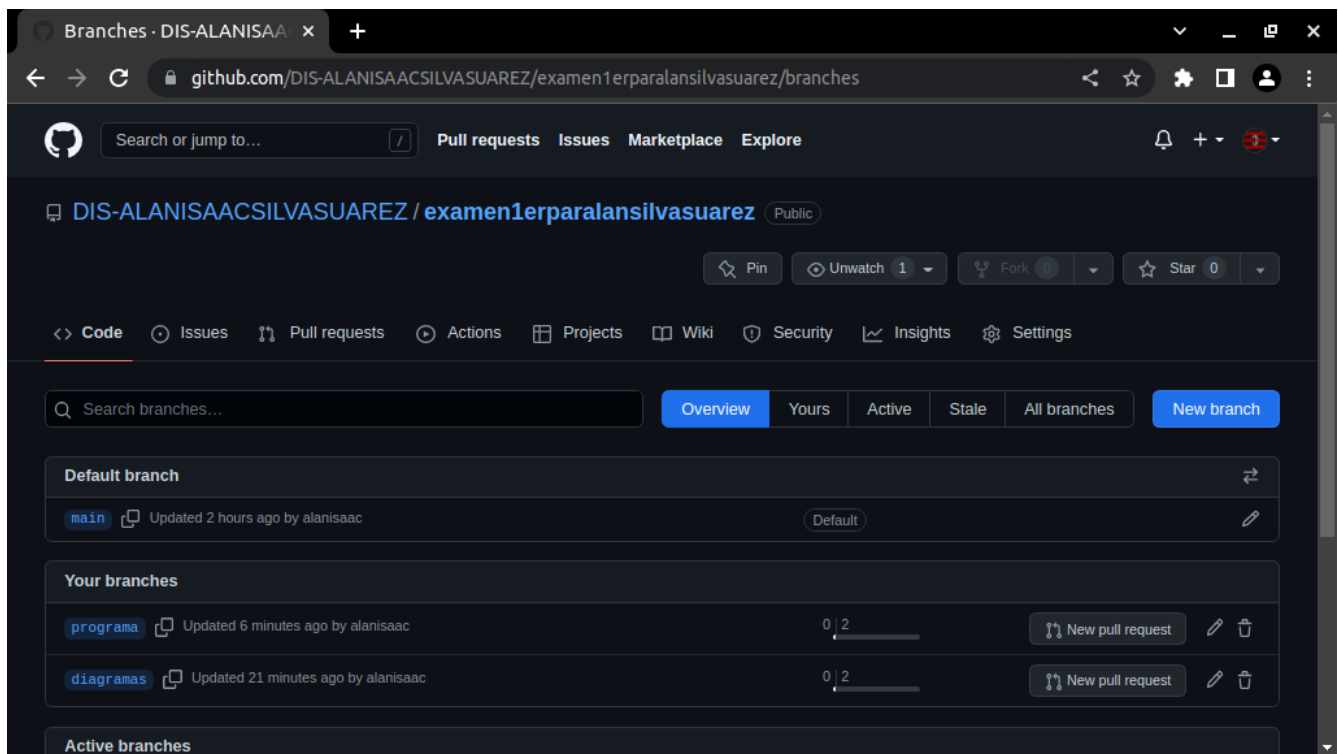 Branches · DIS-ALANISAA
github.com/DIS-ALANISAACSILVASUAREZ/examen1erparalansilvasuarez/branches
Search or jump to… / Pull requests Issues Marketplace Explore
DIS-ALANISAACSILVASUAREZ / examen1erparalansilvasuarez Public
Pin Unwatch 1 Fork 0 Star 0
Code Issues Pull requests Actions Projects Wiki Security Insights Settings
Search branches… Overview Yours Active Stale All branches New branch
Default branch
main Updated 2 hours ago by alanisaac Default
Your branches
programa Updated 6 minutes ago by alanisaac 0 | 2 New pull request
diagramas Updated 21 minutes ago by alanisaac 0 | 2 New pull request
Active branches